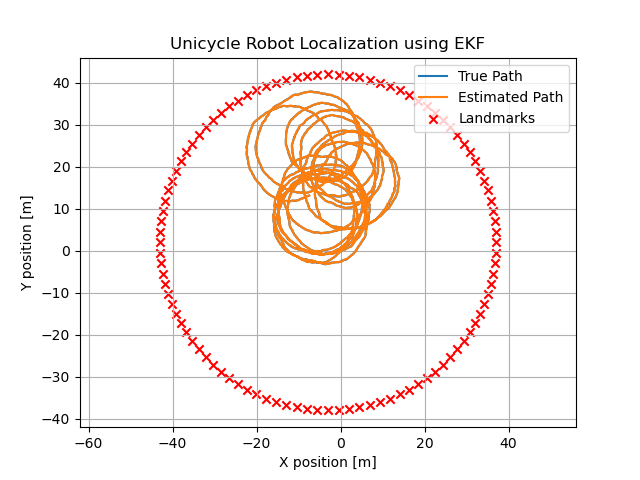 Unicycle Robot Localization using EKF
True Path
Estimated Path
Landmarks
Y position [m]
40
30
20
10
0
−10
−20
−30
−40
−60
−40
−20
0
20
40
X position [m]